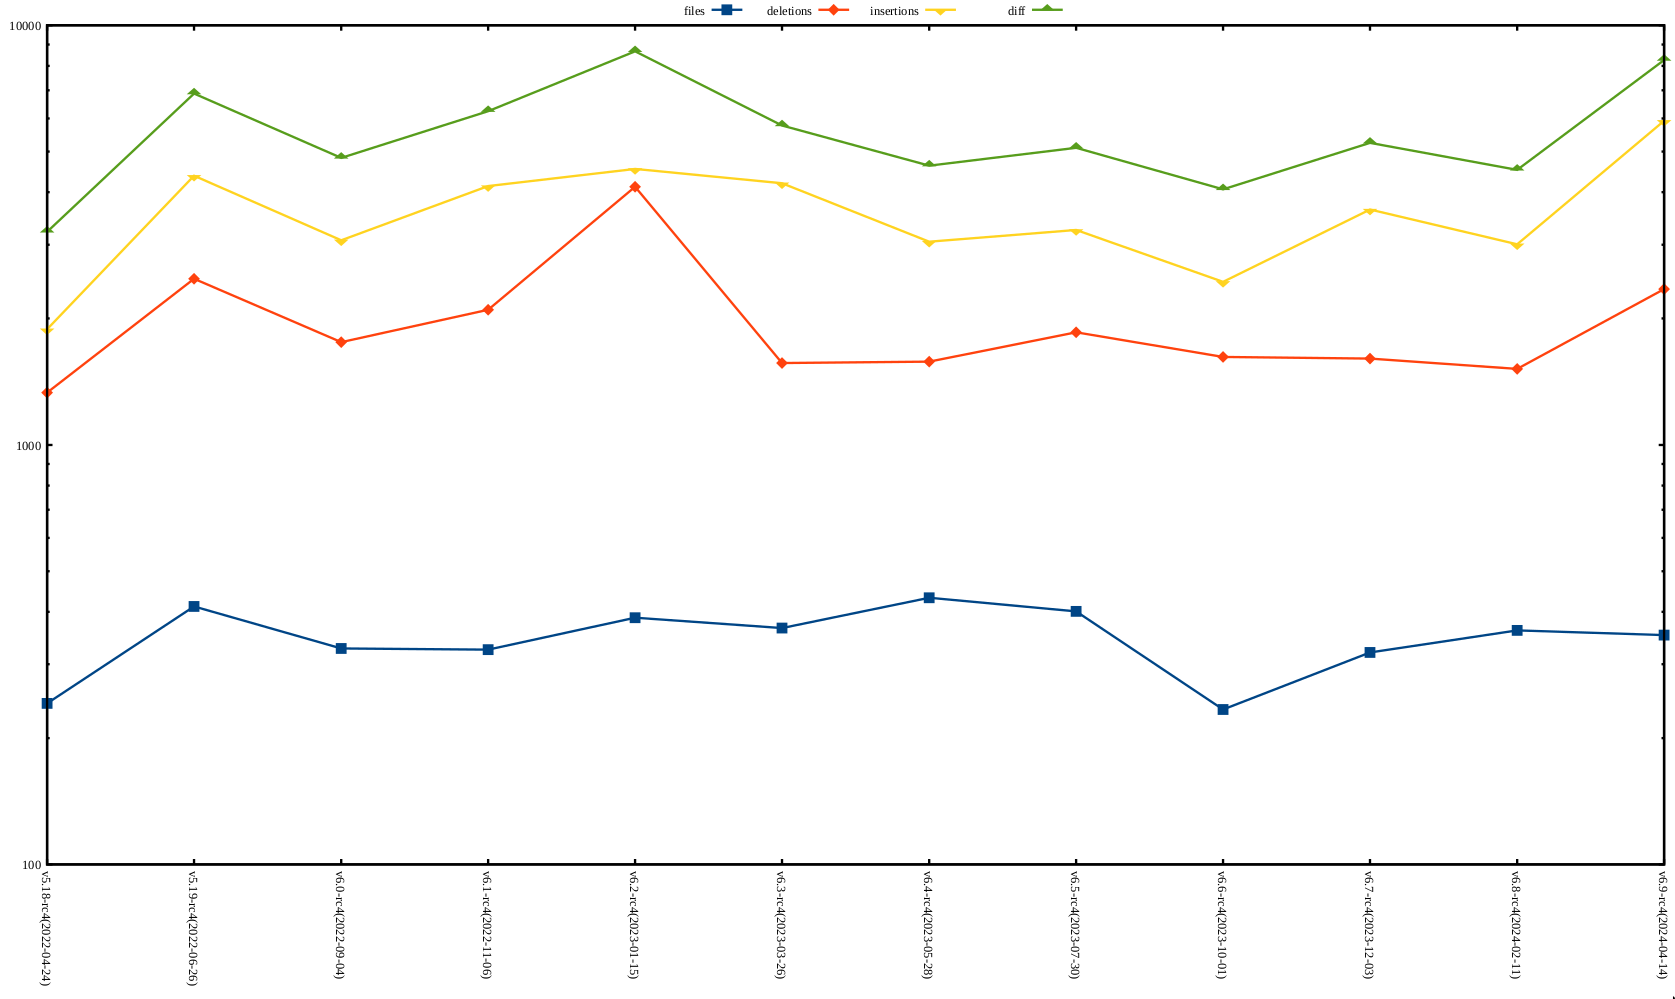 files deletions insertions diff
10000
1000
100
v5.18-rc4(2022-04-24)
v5.19-rc4(2022-06-26)
v6.0-rc4(2022-09-04)
v6.1-rc4(2022-11-06)
v6.2-rc4(2023-01-15)
v6.3-rc4(2023-03-26)
v6.4-rc4(2023-05-28)
v6.5-rc4(2023-07-30)
v6.6-rc4(2023-10-01)
v6.7-rc4(2023-12-03)
v6.8-rc4(2024-02-11)
v6.9-rc4(2024-04-14)